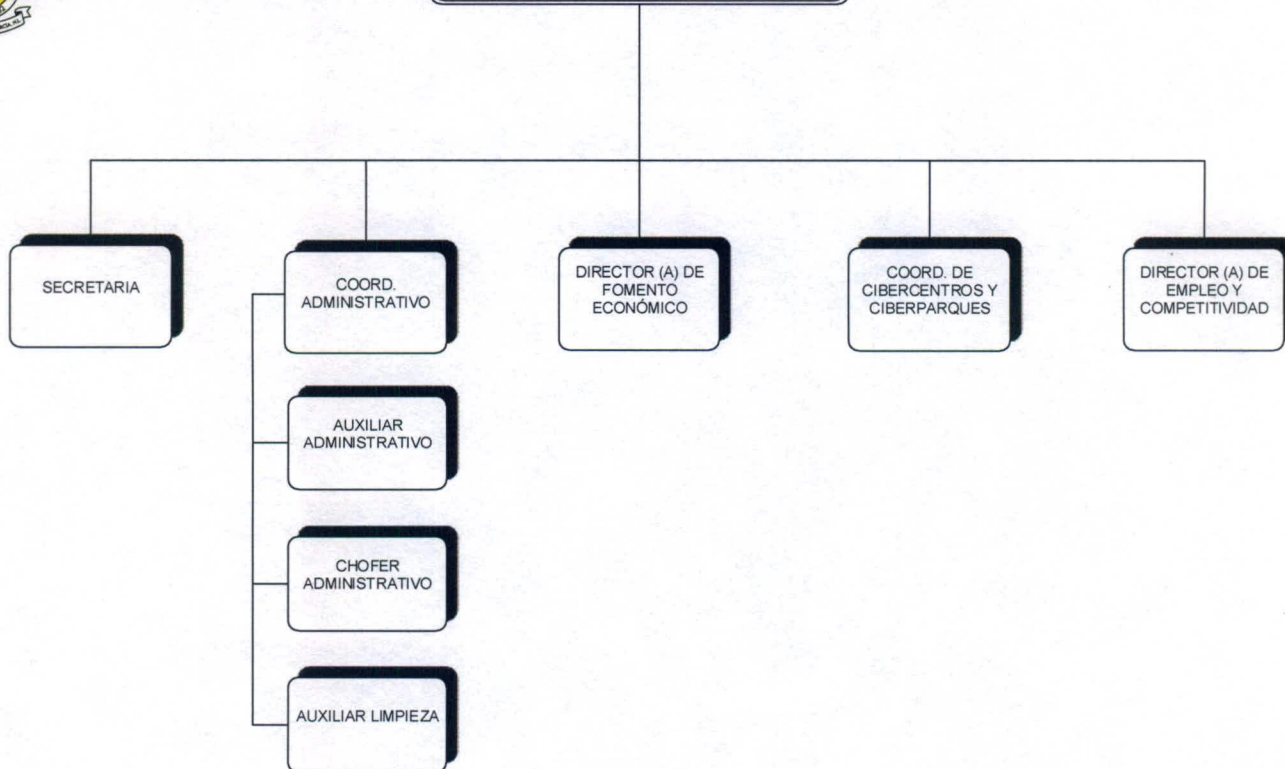 SECRETARIA
COORD.
ADMINISTRATIVO
DIRECTOR (A) DE
FOMENTO
ECONÓMICO
COORD. DE
CIBERCENTROS Y
CIBERPARQUES
DIRECTOR (A) DE
EMPLEO Y
COMPETITIVIDAD
AUXILIAR
ADMINISTRATIVO
CHOFER
ADMINISTRATIVO
AUXILIAR LIMPIEZA